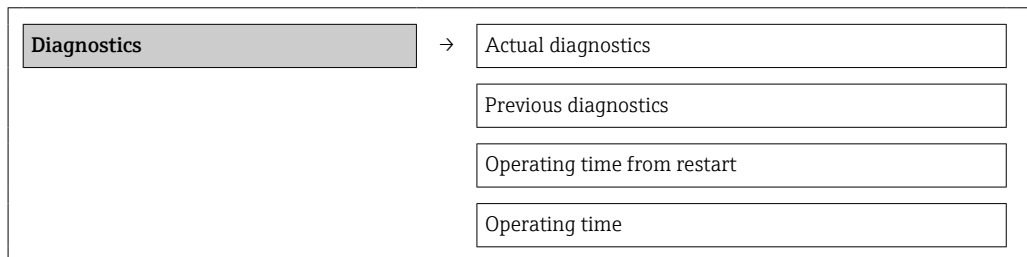 Diagnostics → Actual diagnostics
Previous diagnostics
Operating time from restart
Operating time